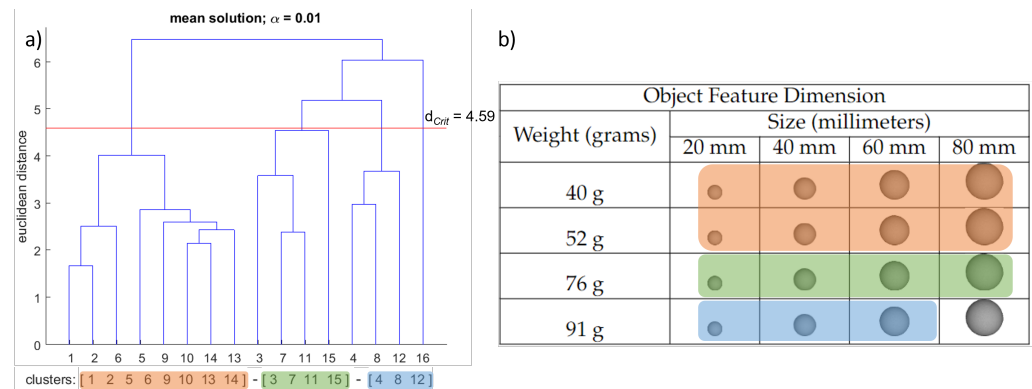 a)
mean solution; α = 0.01
euclidean distance
6
5
4
3
2
1
0
d_Crit = 4.59
1 2 6 5 9 10 14 13 3 7 11 15 4 8 12 16
clusters: [ 1 2 5 6 9 10 13 14 ] - [ 3 7 11 15 ] - [ 4 8 12 ]
b)
Object Feature Dimension
Weight (grams)
Size (millimeters)
20 mm 40 mm 60 mm 80 mm
40 g
52 g
76 g
91 g